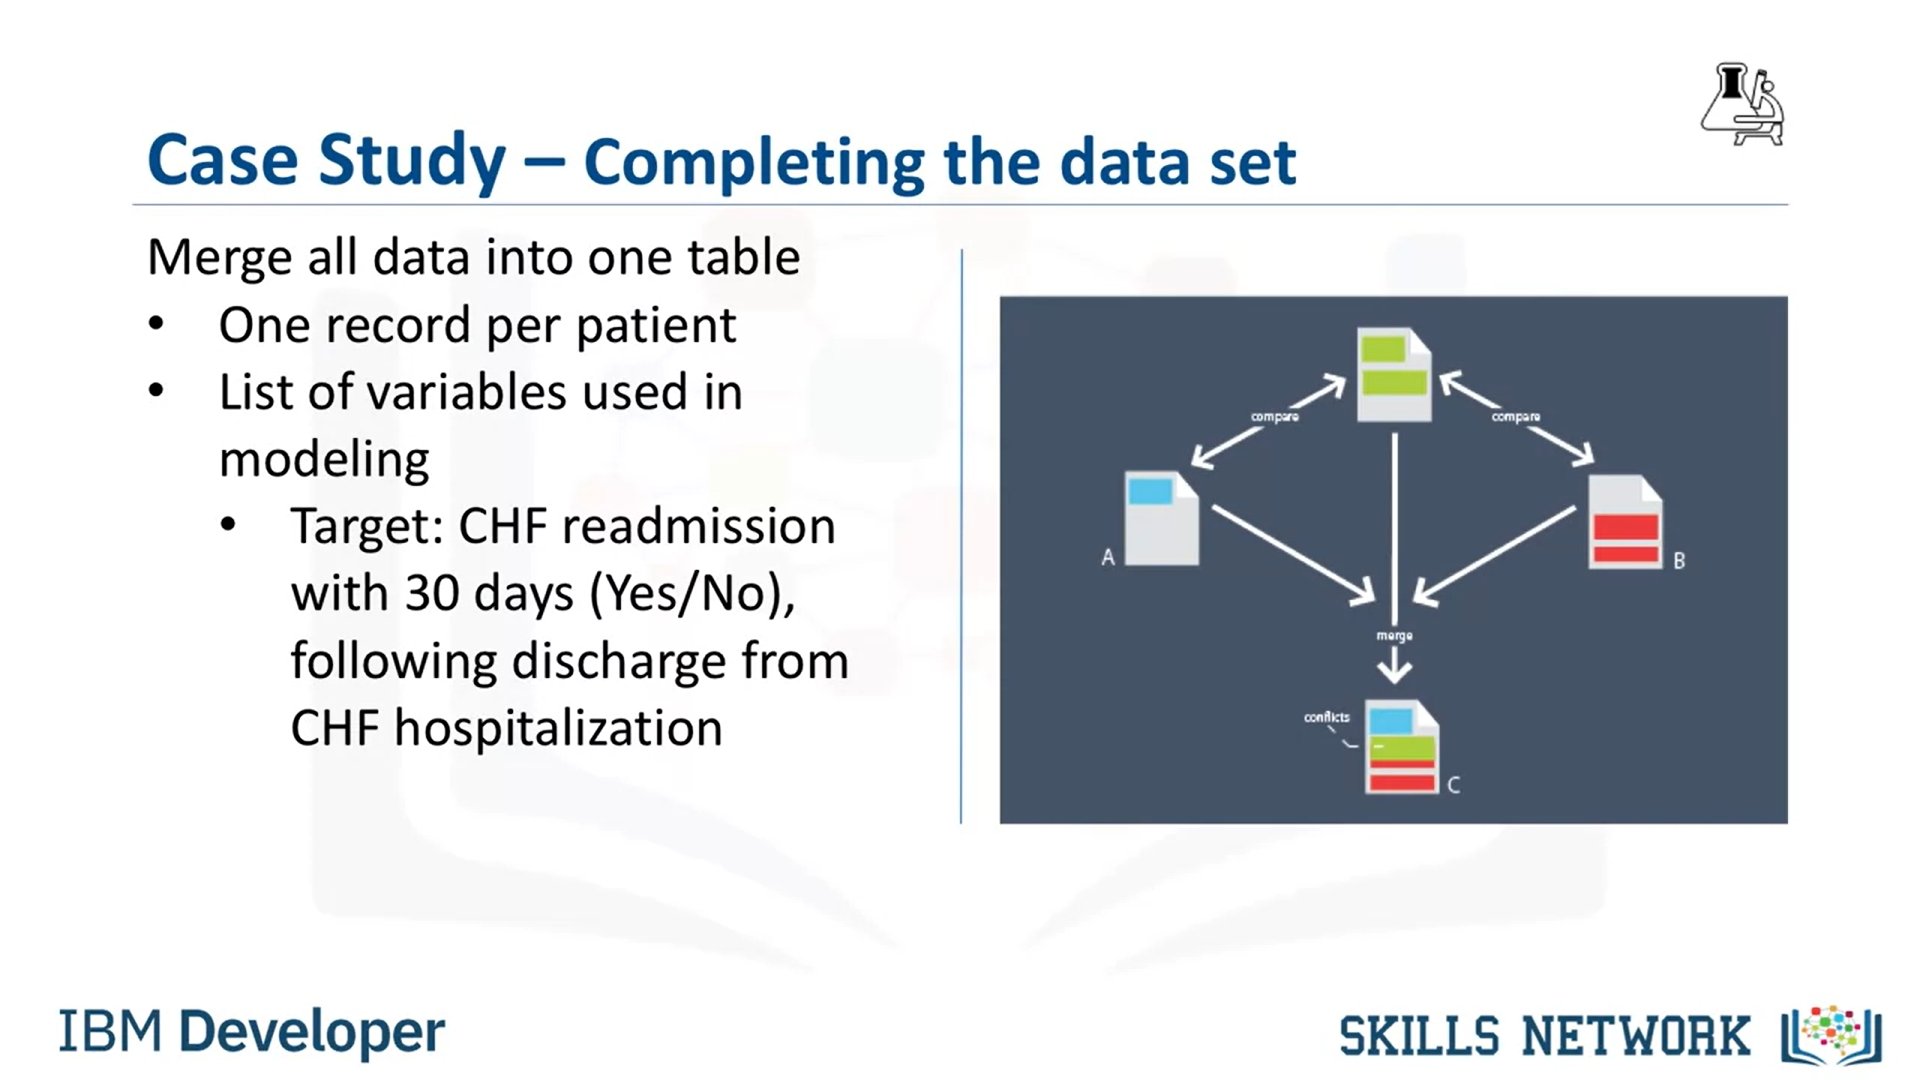 Case Study – Completing the data set
Merge all data into one table
• One record per patient
• List of variables used in
modeling
• Target: CHF readmission
with 30 days (Yes/No),
following discharge from
CHF hospitalization
compare
compare
A
B
merge
conflicts
C
IBM Developer
SKILLS NETWORK